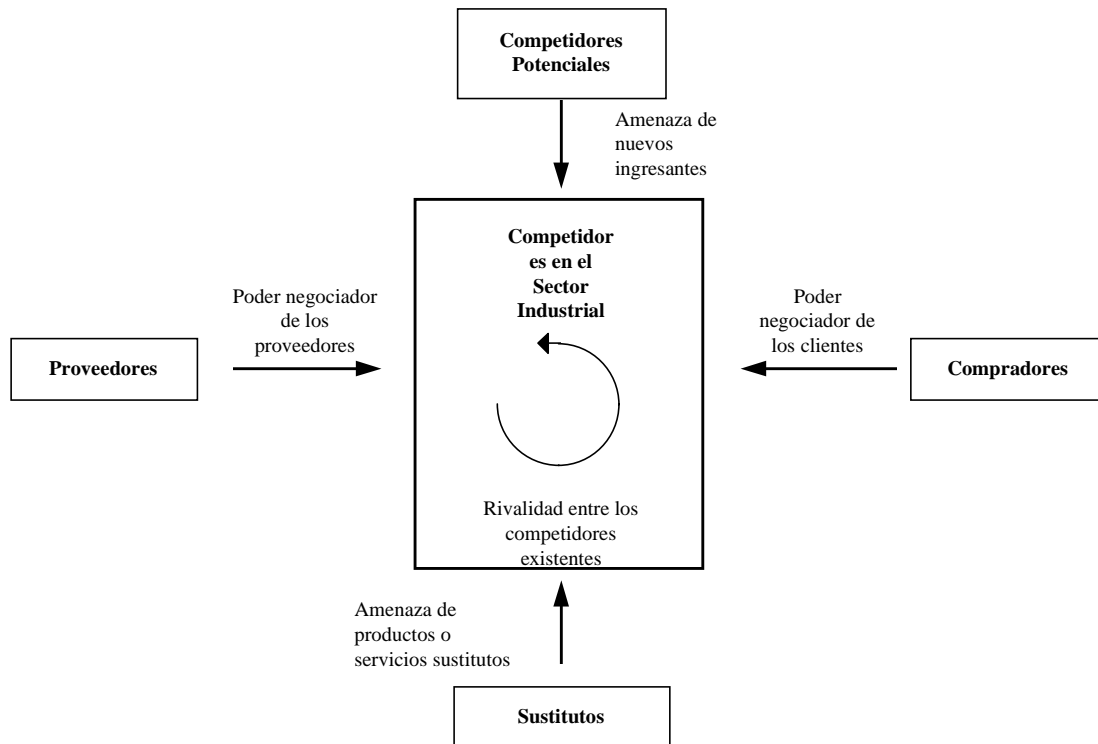 Competidores
Potenciales
Amenaza de
nuevos
ingresantes
Competidor
es en el
Sector
Industrial
Poder negociador
de los
proveedores
Proveedores
Poder
negociador de
los clientes
Compradores
Rivalidad entre los
competidores
existentes
Amenaza de
productos o
servicios sustitutos
Sustitutos